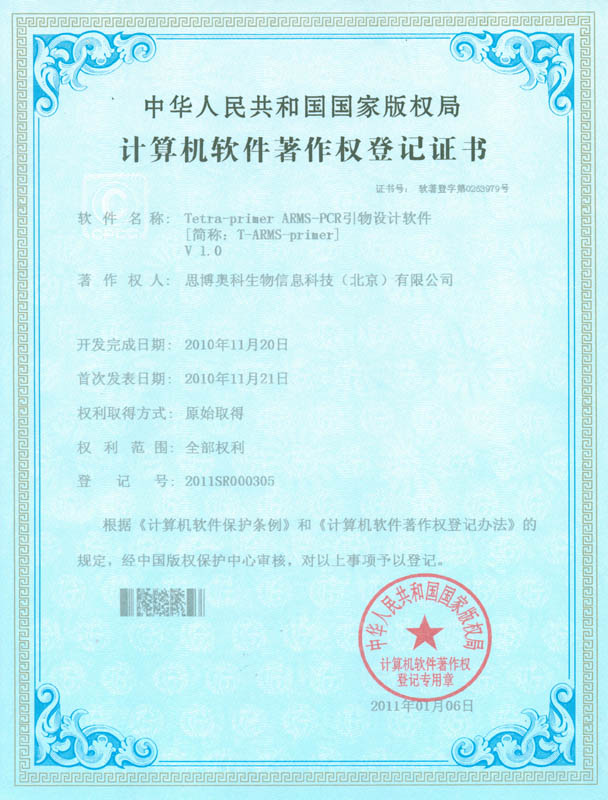 中华人民共和国国家版权局
计算机软件著作权登记证书
证书号： 软著登字第0263979号
软件名称： Tetra-primer ARMS-PCR引物设计软件
[简称：T-ARMS-primer]
V 1.0
著作权人： 思博奥科生物信息科技（北京）有限公司
开发完成日期： 2010年11月20日
首次发表日期： 2010年11月21日
权利取得方式： 原始取得
权利范围： 全部权利
登记号： 2011SR000305
根据《计算机软件保护条例》和《计算机软件著作权登记办法》的
规定，经中国版权保护中心审核，对以上事项予以登记。
中华人民共和国国家版权局
计算机软件著作权
登记专用章
2011年01月06日